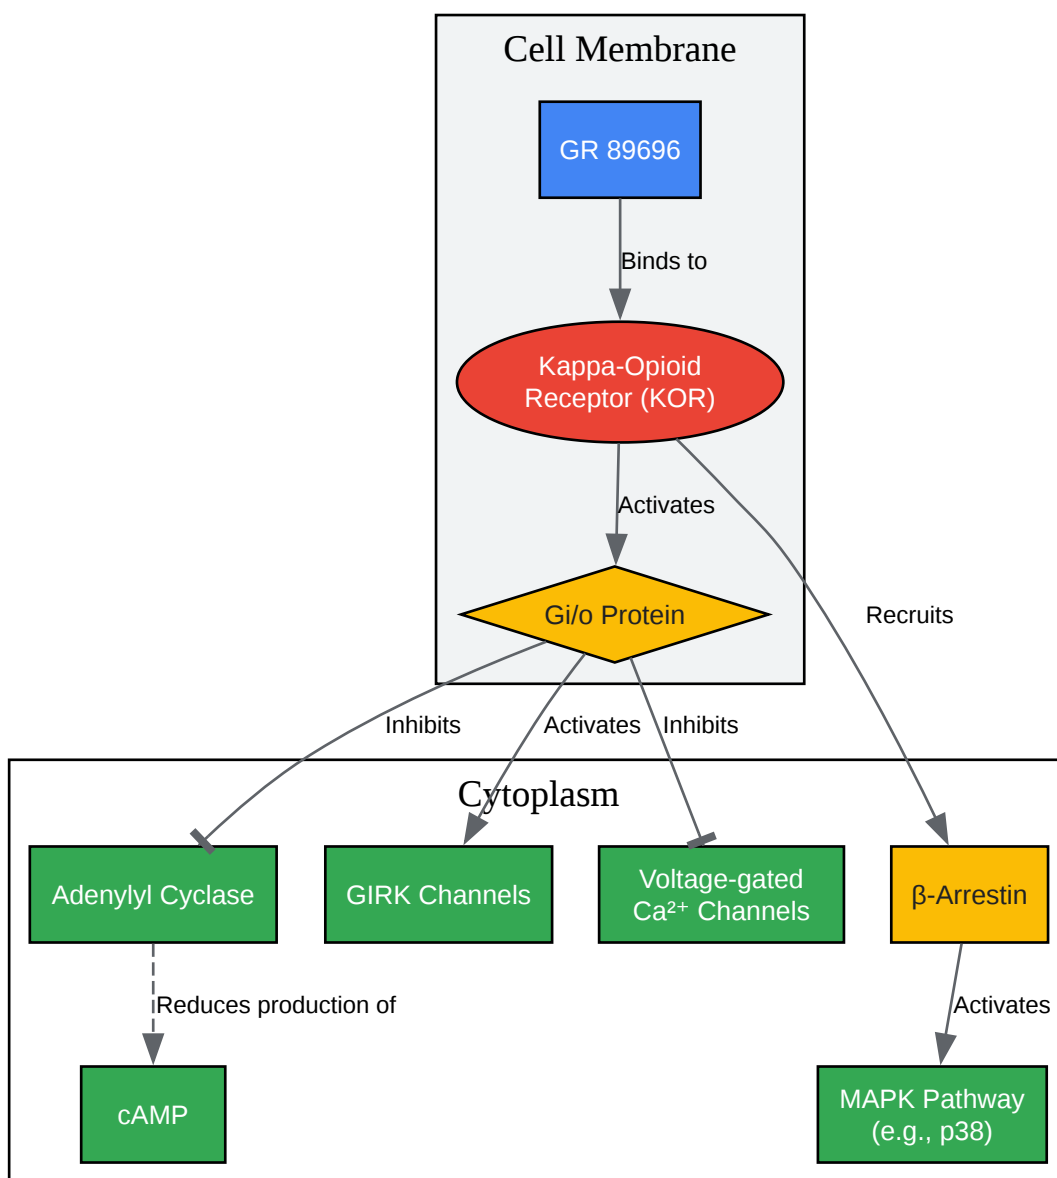 Cell Membrane
GR 89696
Binds to
Kappa-Opioid
Receptor (KOR)
Activates
Gi/o Protein
Recruits
Inhibits
Activates
Inhibits
Cytoplasm
Adenylyl Cyclase
GIRK Channels
Voltage-gated
Ca²⁺ Channels
β-Arrestin
Reduces production of
Activates
cAMP
MAPK Pathway
(e.g., p38)